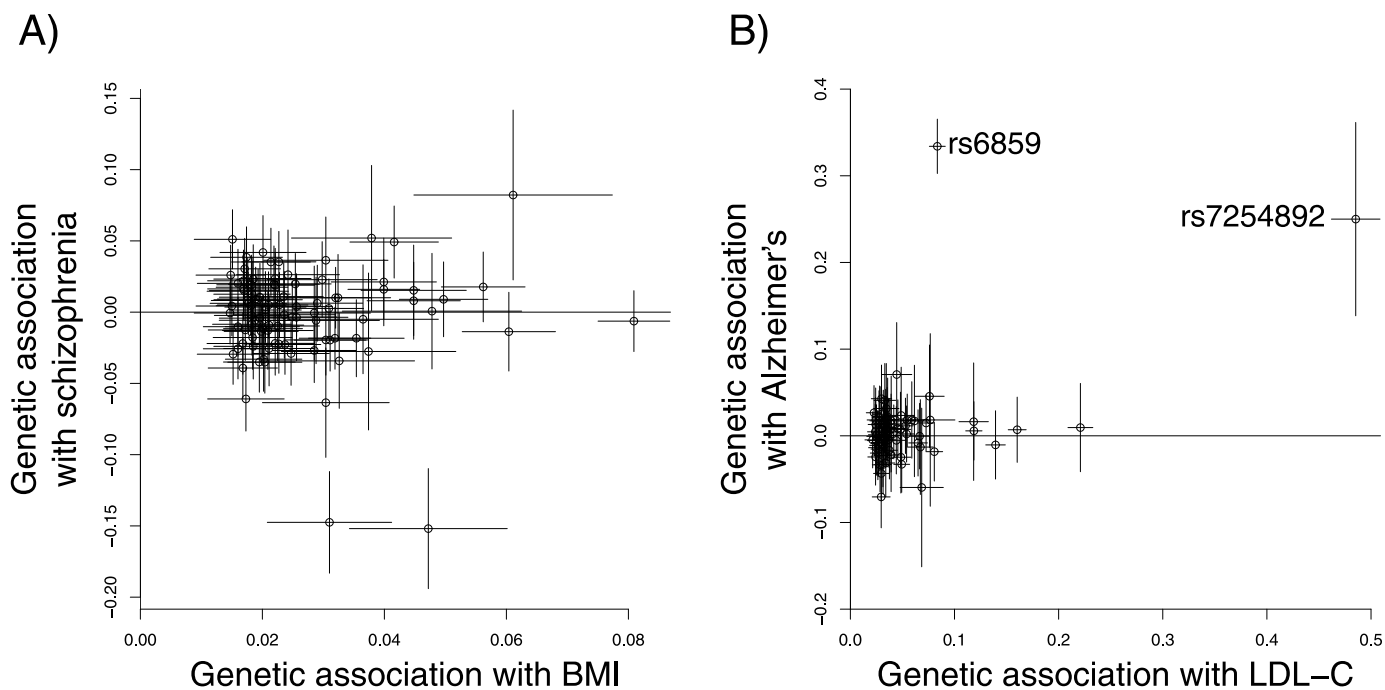 A)
Genetic association
with schizophrenia
0.15
0.10
0.05
0.00
−0.05
−0.10
−0.15
−0.20
0.00
0.02
0.04
0.06
0.08
Genetic association with BMI
B)
Genetic association
with Alzheimer's
0.4
0.3
0.2
0.1
0.0
−0.1
−0.2
rs6859
rs7254892
0.0
0.1
0.2
0.3
0.4
0.5
Genetic association with LDL−C